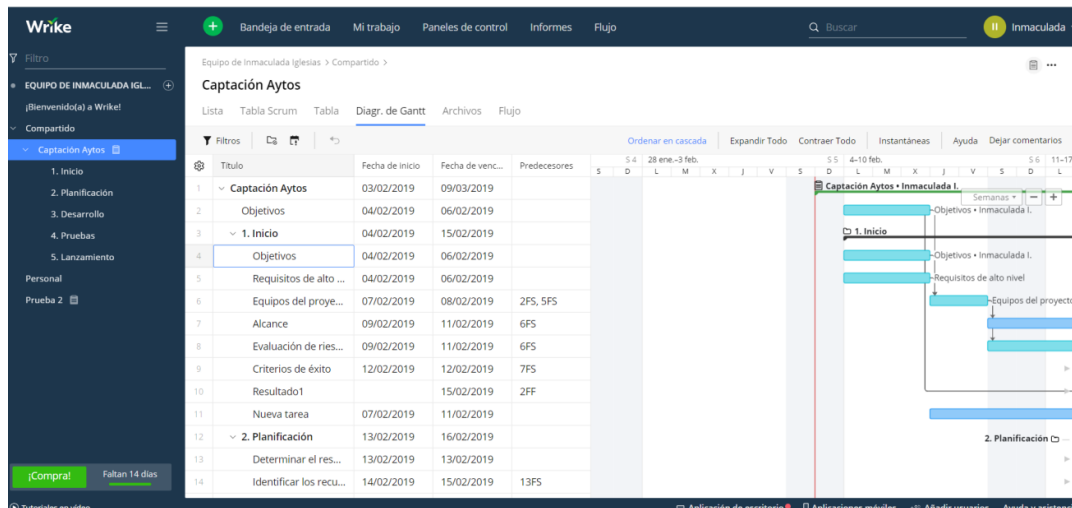 Wrike
Bandeja de entrada Mi trabajo Paneles de control Informes Flujo Buscar II Inmaculada
Filtro
EQUIPO DE INMACULADA IGL...
¡Bienvenido(a) a Wrike!
Compartido
Captación Aytos
1. Inicio
2. Planificación
3. Desarrollo
4. Pruebas
5. Lanzamiento
Personal
Prueba 2
¡Compra! Faltan 14 días
Equipo de Inmaculada Iglesias > Compartido >
Captación Aytos
Lista Tabla Scrum Tabla Diagr. de Gantt Archivos Flujo
Filtros Ordenar en cascada Expandir Todo Contraer Todo Instantáneas Ayuda Dejar comentarios
Título Fecha de inicio Fecha de venc... Predecesores
1 Captación Aytos 03/02/2019 09/03/2019
2 Objetivos 04/02/2019 06/02/2019
3 1. Inicio 04/02/2019 15/02/2019
4 Objetivos 04/02/2019 06/02/2019
5 Requisitos de alto ... 04/02/2019 06/02/2019
6 Equipos del proye... 07/02/2019 08/02/2019 2FS, 5FS
7 Alcance 09/02/2019 11/02/2019 6FS
8 Evaluación de ries... 09/02/2019 11/02/2019 6FS
9 Criterios de éxito 12/02/2019 12/02/2019 7FS
10 Resultado1 15/02/2019 2FF
11 Nueva tarea 07/02/2019 11/02/2019
12 2. Planificación 13/02/2019 16/02/2019
13 Determinar el res... 13/02/2019 13/02/2019
14 Identificar los recu... 14/02/2019 15/02/2019 13FS
S 4 28 ene.–3 feb. S 5 4–10 feb. S 6 11–17
S D L M X J V S D L M X J V S D L
Captación Aytos • Inmaculada I.
Semanas
Objetivos • Inmaculada I.
1. Inicio
Objetivos • Inmaculada I.
Requisitos de alto nivel
Equipos del proyecto
2. Planificación
Tutoriales en vídeo Aplicación de escritorio Aplicaciones móviles Añadir usuarios Ayuda y asistenc